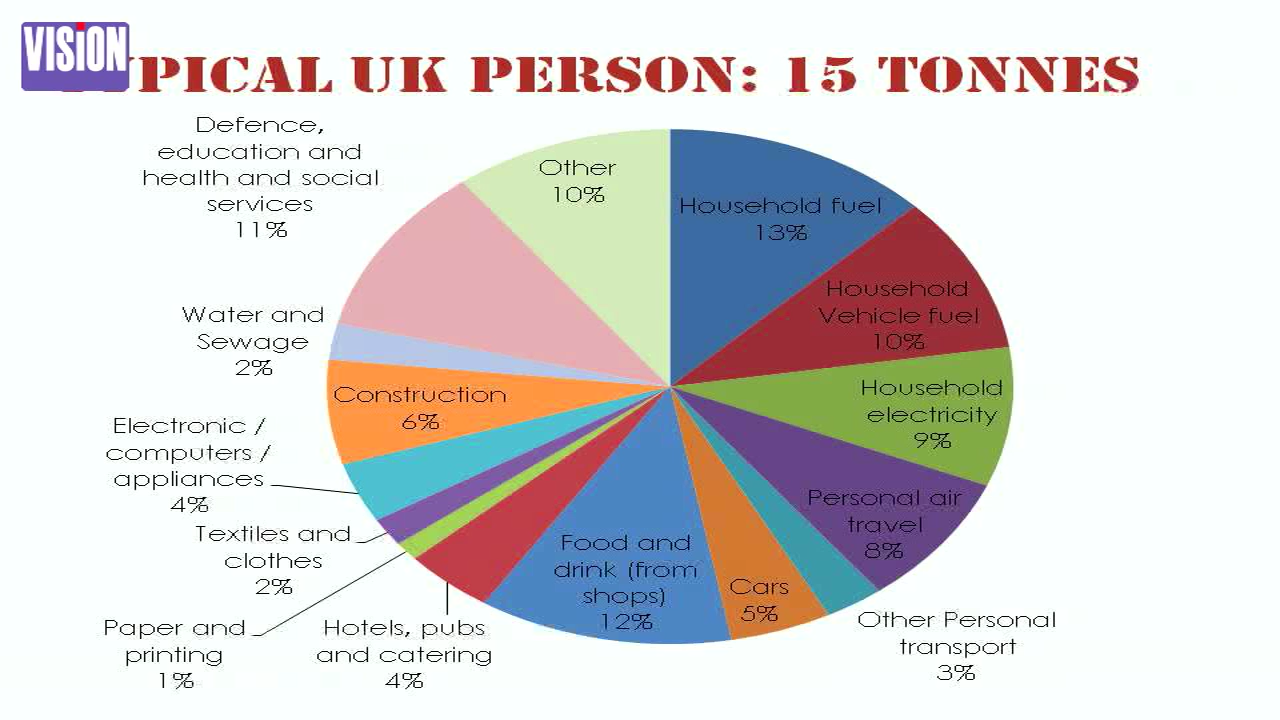 VISiON
PICAL UK PERSON: 15 TONNES
Defence,
education and
health and social
services
11%
Other
10%
Household fuel
13%
Household
Vehicle fuel
10%
Water and
Sewage
2%
Construction
6%
Household
electricity
9%
Electronic /
computers /
appliances
4%
Personal air
travel
8%
Textiles and
clothes
2%
Food and
drink (from
shops)
12%
Cars
5%
Other Personal
transport
3%
Paper and
printing
1%
Hotels, pubs
and catering
4%